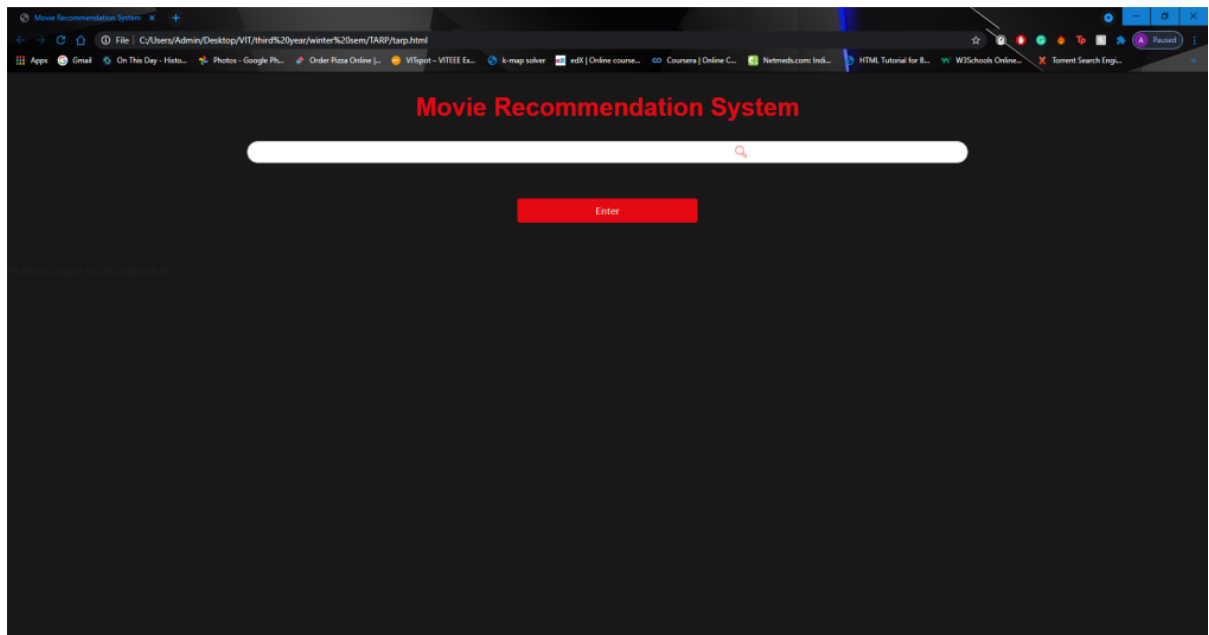 Movie Recommendation System
File | C:/Users/Admin/Desktop/VIT/third%20year/winter%20sem/TARP/tarp.html Tp N A Paused
Apps Gmail On This Day - Histo... Photos - Google Ph... Order Pizza Online |... VITspot – VITEEE Ex... k-map solver edX | Online course... Coursera | Online C... Netmeds.com: Indi... HTML Tutorial for B... W3Schools Online... Torrent Search Engi...
Movie Recommendation System
Enter